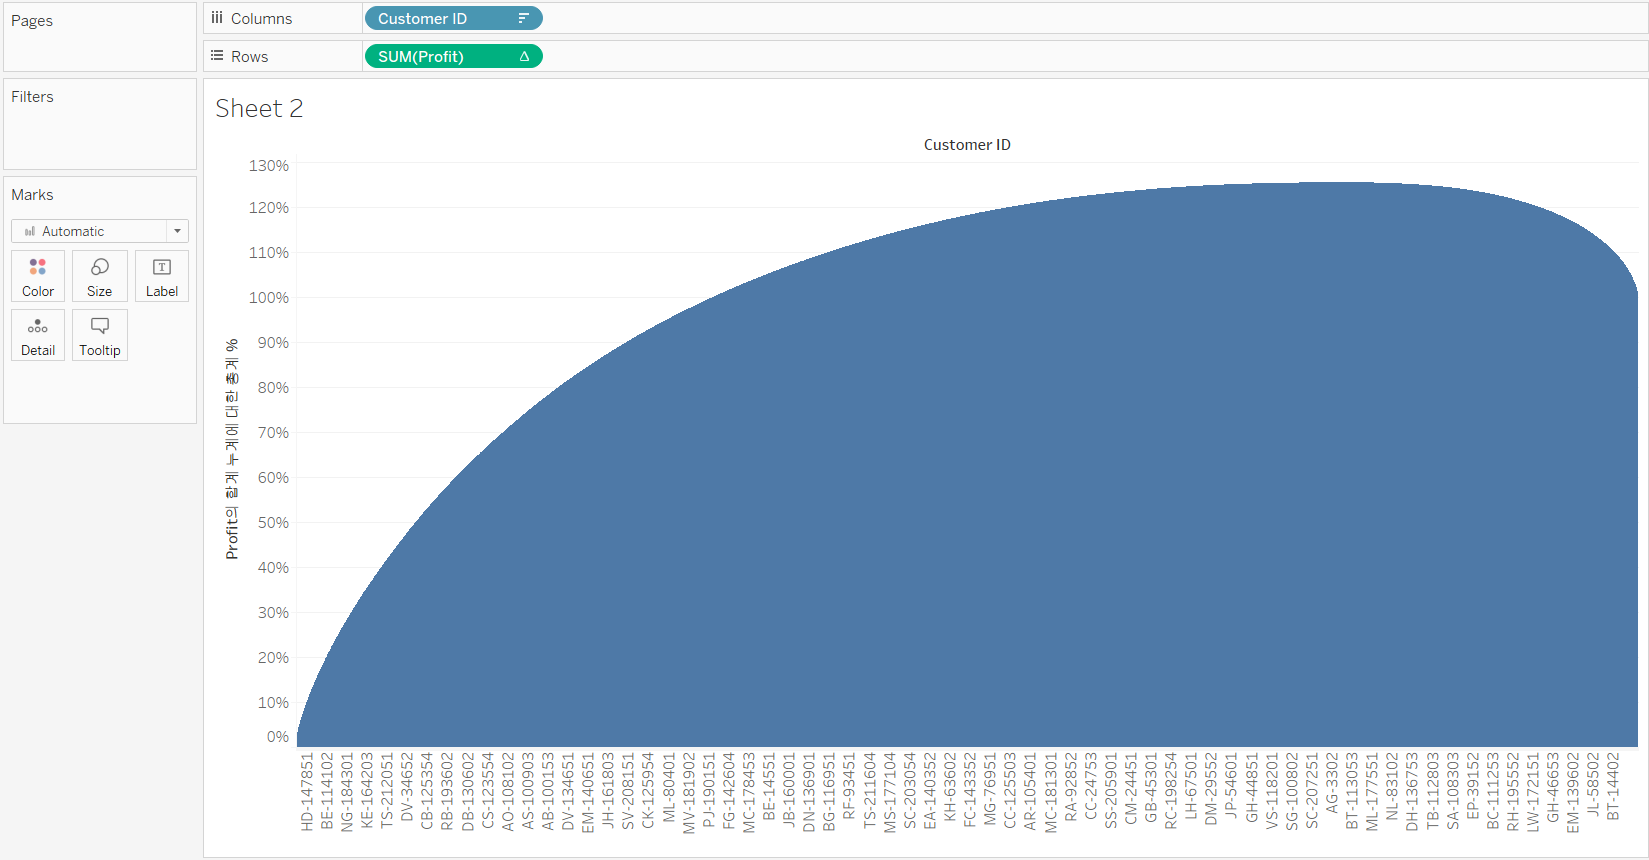 Pages
Columns
Customer ID
Rows
SUM(Profit)
Filters
Marks
Automatic
Color
Size
Label
Detail
Tooltip
Sheet 2
Customer ID
130%
120%
110%
100%
90%
80%
70%
60%
50%
40%
30%
20%
10%
0%
Profit의 합계 누계에 대한 총계 %
HD-147851
BE-114102
NG-184301
KE-164203
TS-212051
DV-34652
CB-125354
RB-193602
DB-130602
CS-123554
AO-108102
AS-100903
AB-100153
DV-134651
EM-140651
JH-161803
SV-208151
CK-125954
ML-80401
MV-181902
PJ-190151
FG-142604
MC-178453
BE-14551
JB-160001
DN-136901
BG-116951
RF-93451
TS-211604
MS-177104
SC-203054
EA-140352
KH-63602
FC-143352
MG-76951
CC-125503
AR-105401
MC-181301
RA-92852
CC-24753
SS-205901
CM-24451
GB-45301
RC-198254
LH-67501
DM-29552
JP-54601
GH-44851
VS-118201
SG-100802
SC-207251
AG-3302
BT-113053
ML-177551
NL-83102
DH-136753
TB-112803
SA-108303
EP-39152
BC-111253
RH-195552
LW-172151
GH-46653
EM-139602
JL-58502
BT-14402